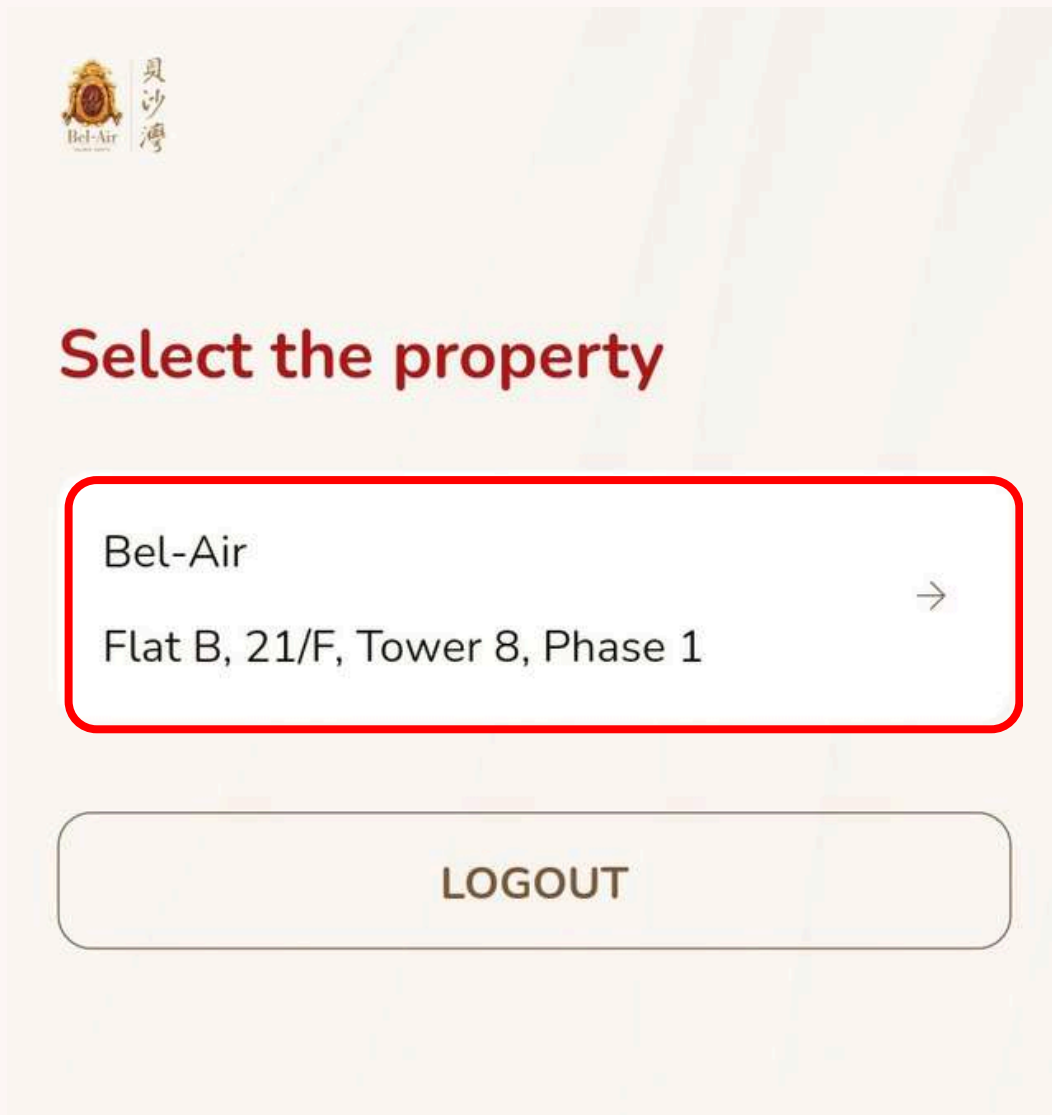 Bel-Air
貝沙灣
Select the property
Bel-Air
Flat B, 21/F, Tower 8, Phase 1
LOGOUT